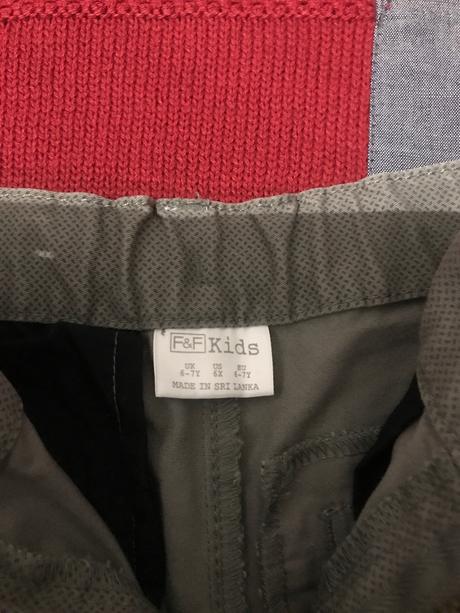 F&F Kids
UK US EU
6-7Y 6X 6-7Y
MADE IN SRI LANKA